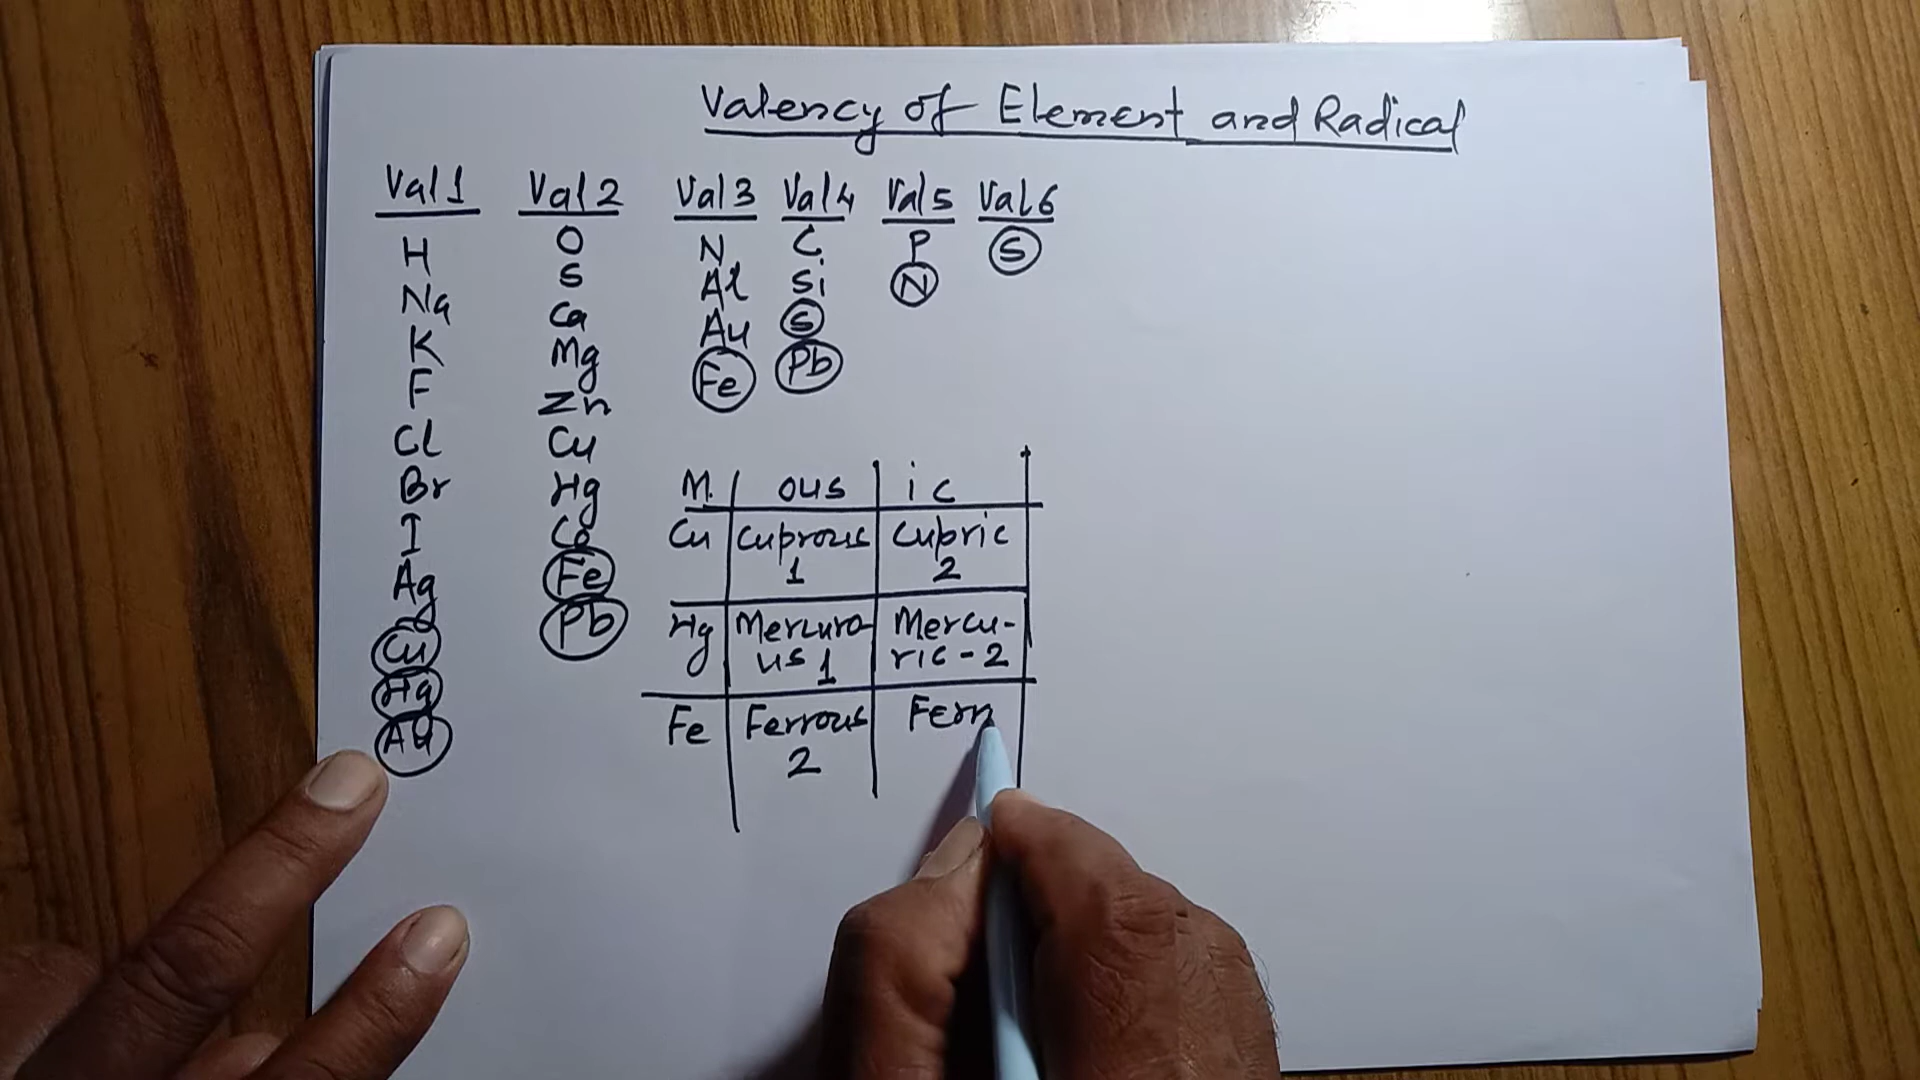 Valency of Element and Radical
Val 1 Val 2 Val 3 Val 4 Val 5 Val 6
H O N C P S
Na S Al Si N
K Ca Au S
F Mg Fe Pb
Cl Zn
Br Cu
I Hg
Ag Fe
Cu Pb
Hg
Au
M. ous ic
Cu Cuprous Cupric
1 2
Hg Mercuro- Mercu-
us 1 ric - 2
Fe Ferrous Ferr
2